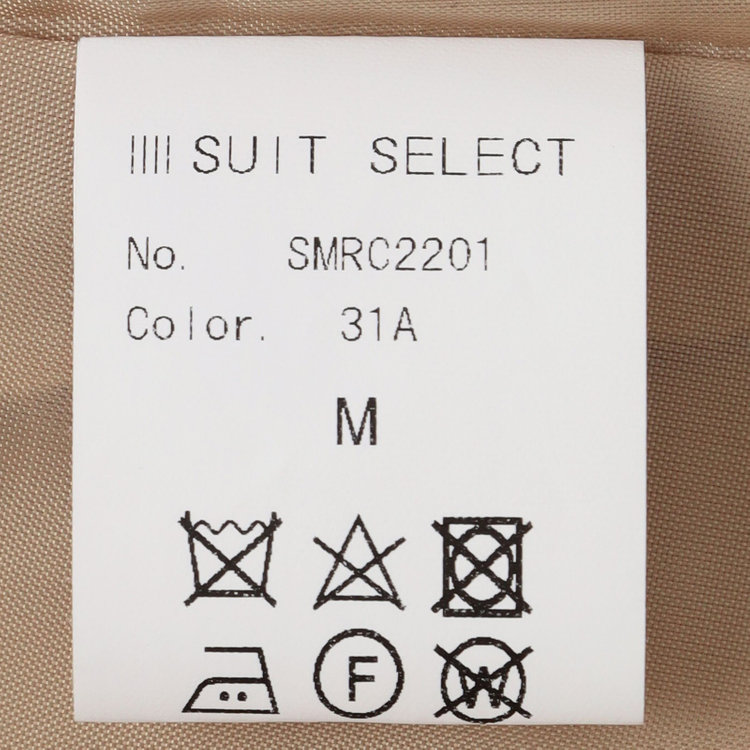 SUIT SELECT
No. SMRC2201
Color. 31A
M
F W